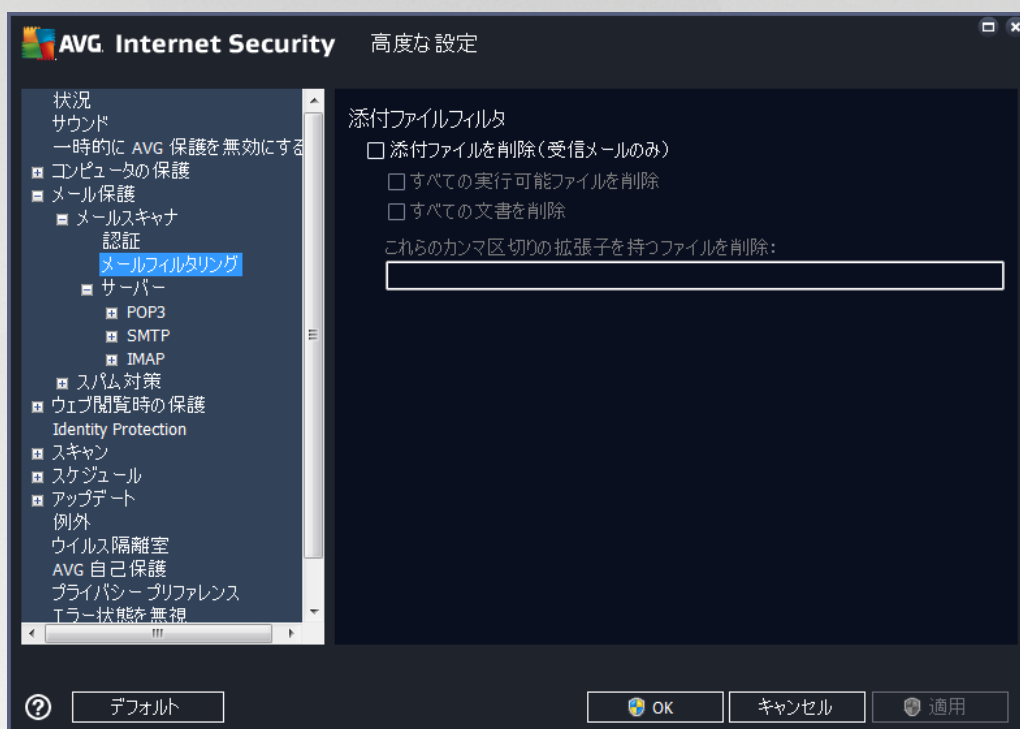 AVG. Internet Security 高度な設定
状況
サウンド
一時的に AVG 保護を無効にする
コンピュータの保護
メール保護
メールスキャナ
認証
メールフィルタリング
サーバー
POP3
SMTP
IMAP
スパム対策
ウェブ閲覧時の保護
Identity Protection
スキャン
スケジュール
アップデート
例外
ウイルス隔離室
AVG 自己保護
プライバシー プリファレンス
エラー状態を無視
添付ファイルフィルタ
添付ファイルを削除(受信メールのみ)
すべての実行可能ファイルを削除
すべての文書を削除
これらのカンマ区切りの拡張子を持つファイルを削除:
デフォルト
OK
キャンセル
適用